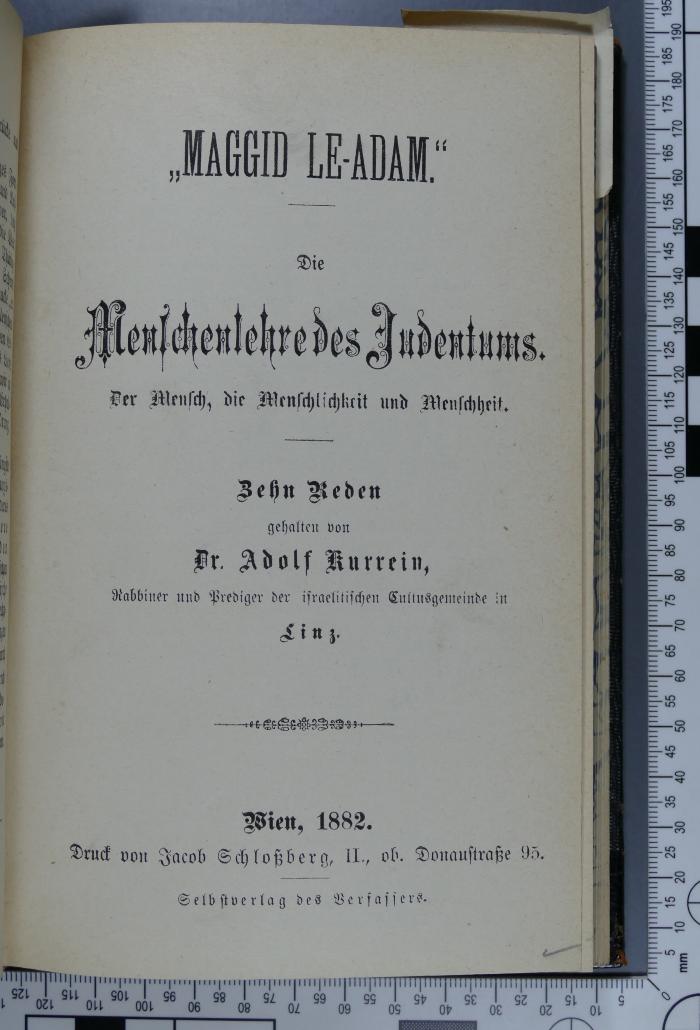 „MAGGID LE-ADAM.“
Die
Menschenlehre des Judentums.
Der Mensch, die Menschlichkeit und Menschheit.
Zehn Reden
gehalten von
Dr. Adolf Kurrein,
Rabbiner und Prediger der israelitischen Cultusgemeinde in
Linz.
Wien, 1882.
Druck von Jacob Schloßberg, II., ob. Donaustraße 95.
Selbstverlag des Verfassers.